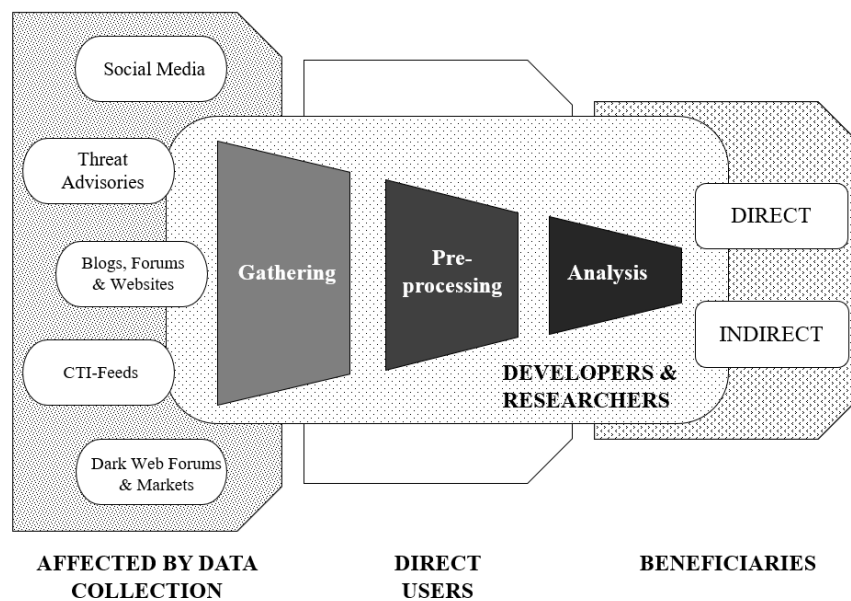 Social Media
Threat
Advisories
Blogs, Forums
& Websites
CTI-Feeds
Dark Web Forums
& Markets
Gathering
Pre-
processing
Analysis
DEVELOPERS &
RESEARCHERS
DIRECT
INDIRECT
AFFECTED BY DATA
COLLECTION
DIRECT
USERS
BENEFICIARIES